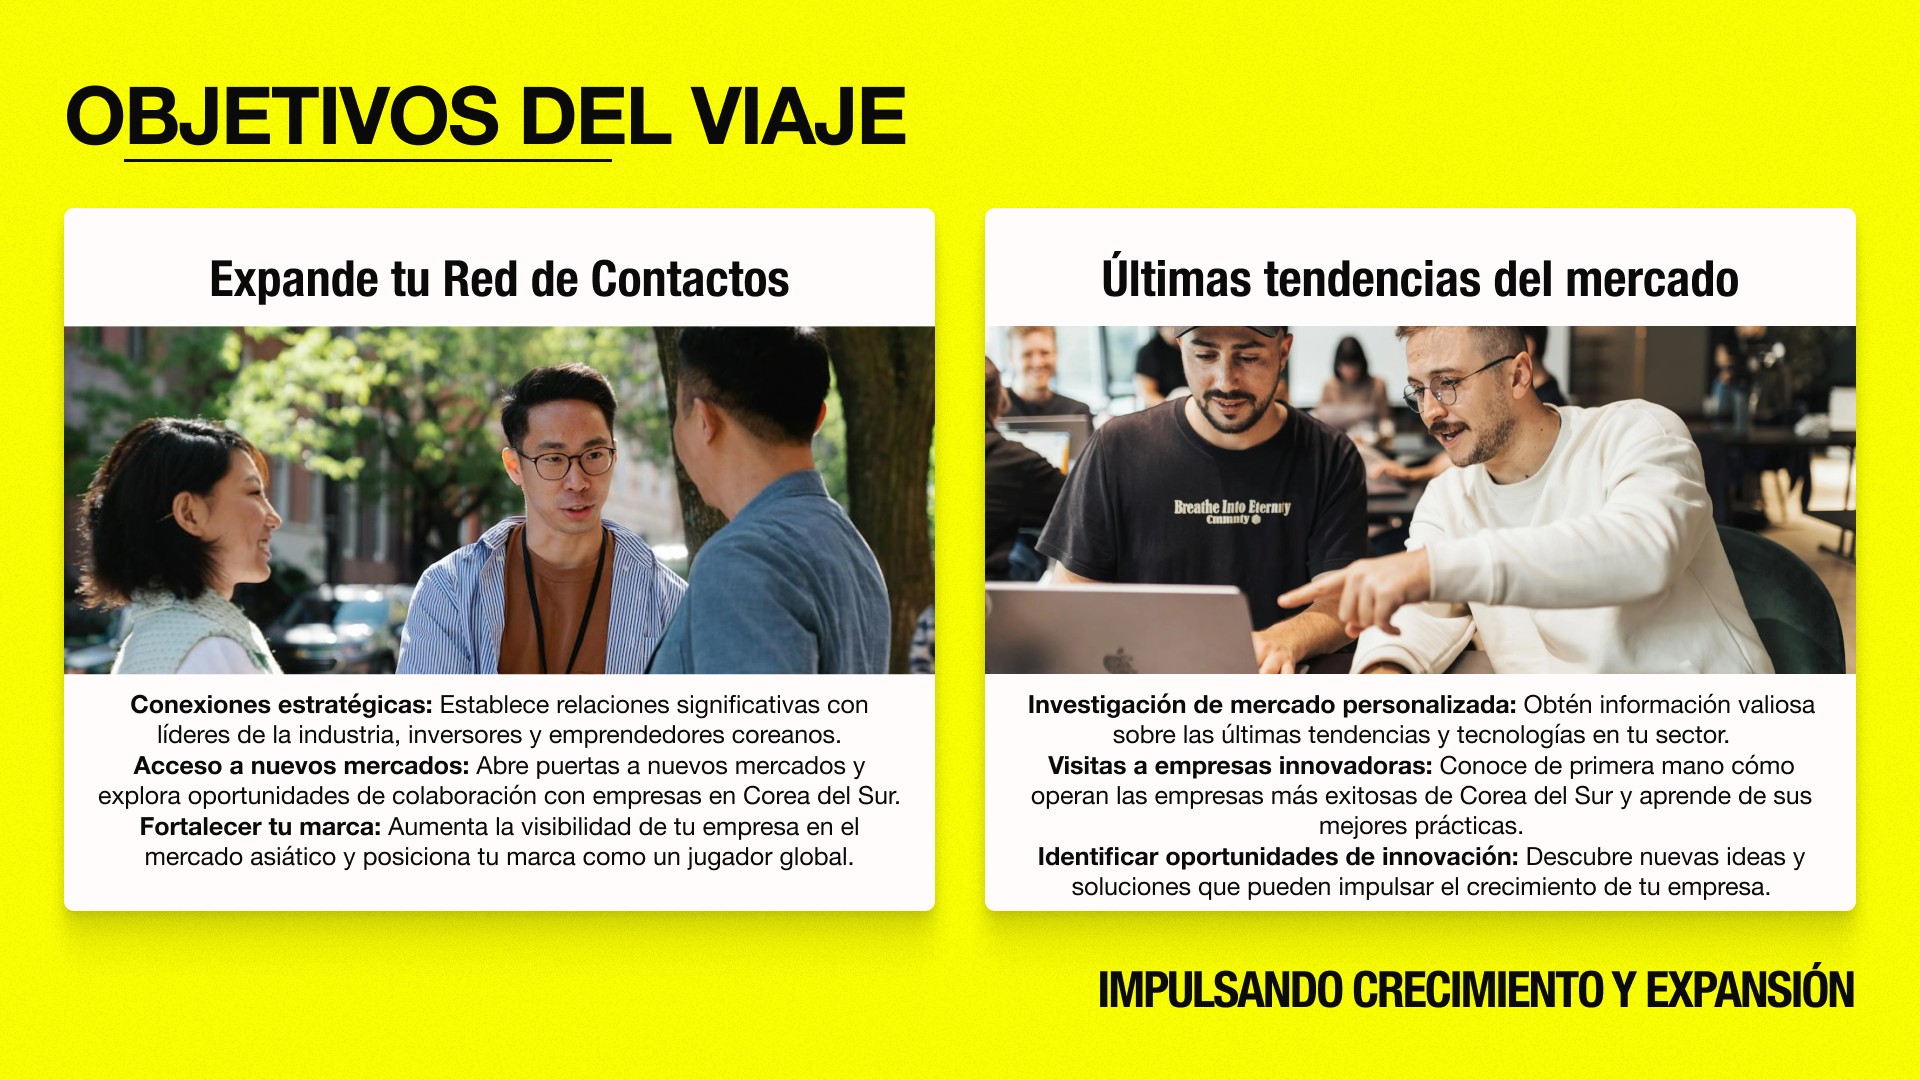 OBJETIVOS DEL VIAJE
Expande tu Red de Contactos
Conexiones estratégicas: Establece relaciones significativas con
líderes de la industria, inversores y emprendedores coreanos.
Acceso a nuevos mercados: Abre puertas a nuevos mercados y
explora oportunidades de colaboración con empresas en Corea del Sur.
Fortalecer tu marca: Aumenta la visibilidad de tu empresa en el
mercado asiático y posiciona tu marca como un jugador global.
Últimas tendencias del mercado
Breathe Into Eternity
Cmmnty
Investigación de mercado personalizada: Obtén información valiosa
sobre las últimas tendencias y tecnologías en tu sector.
Visitas a empresas innovadoras: Conoce de primera mano cómo
operan las empresas más exitosas de Corea del Sur y aprende de sus
mejores prácticas.
Identificar oportunidades de innovación: Descubre nuevas ideas y
soluciones que pueden impulsar el crecimiento de tu empresa.
IMPULSANDO CRECIMIENTO Y EXPANSIÓN